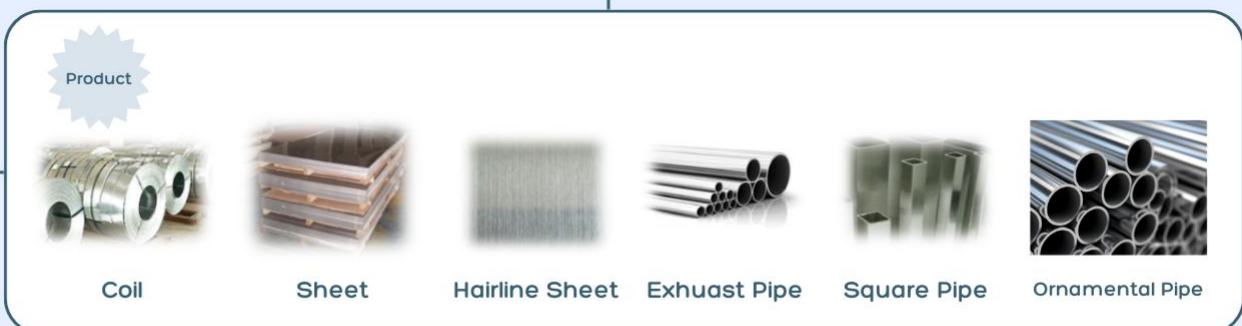 Product
Coil
Sheet
Hairline Sheet
Exhuast Pipe
Square Pipe
Ornamental Pipe